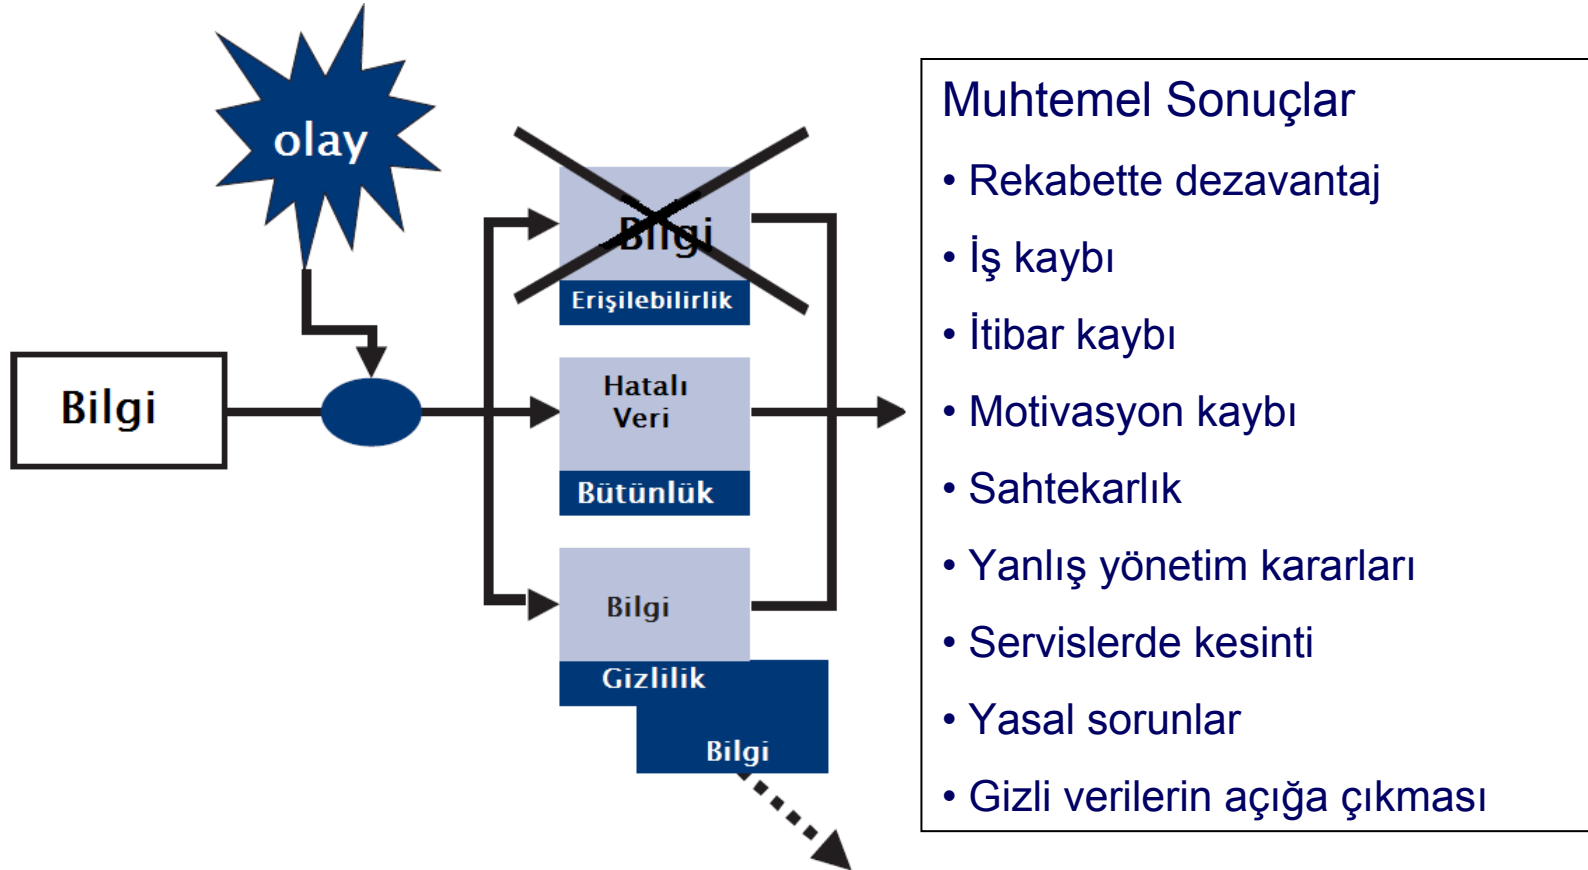 olay
Bilgi
Bilgi
Erişilebilirlik
Hatalı
Veri
Bütünlük
Bilgi
Gizlilik
Bilgi
Muhtemel Sonuçlar
• Rekabette dezavantaj
• İş kaybı
• İtibar kaybı
• Motivasyon kaybı
• Sahtekarlık
• Yanlış yönetim kararları
• Servislerde kesinti
• Yasal sorunlar
• Gizli verilerin açığa çıkması